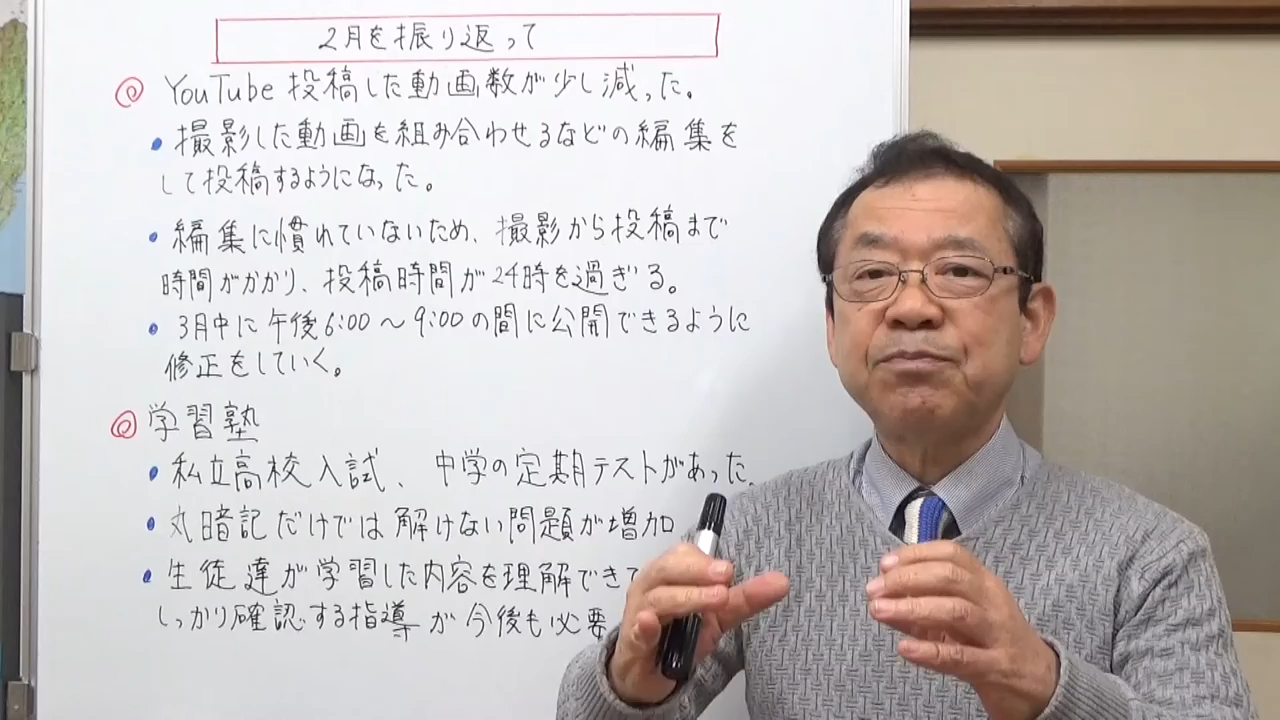 2月を振り返って
YouTube 投稿した動画数が少し減った。
・撮影した動画を組み合わせるなどの編集を
して投稿するようになった。
・編集に慣れていないため、撮影から投稿まで
時間がかかり、投稿時間が24時を過ぎる。
・3月中に午後6:00〜9:00の間に公開できるように
修正をしていく。
学習塾
・私立高校入試、中学の定期テストがあった。
・丸暗記だけでは解けない問題が増加
・生徒達が学習した内容を理解できて
しっかり確認する指導が今後も必要